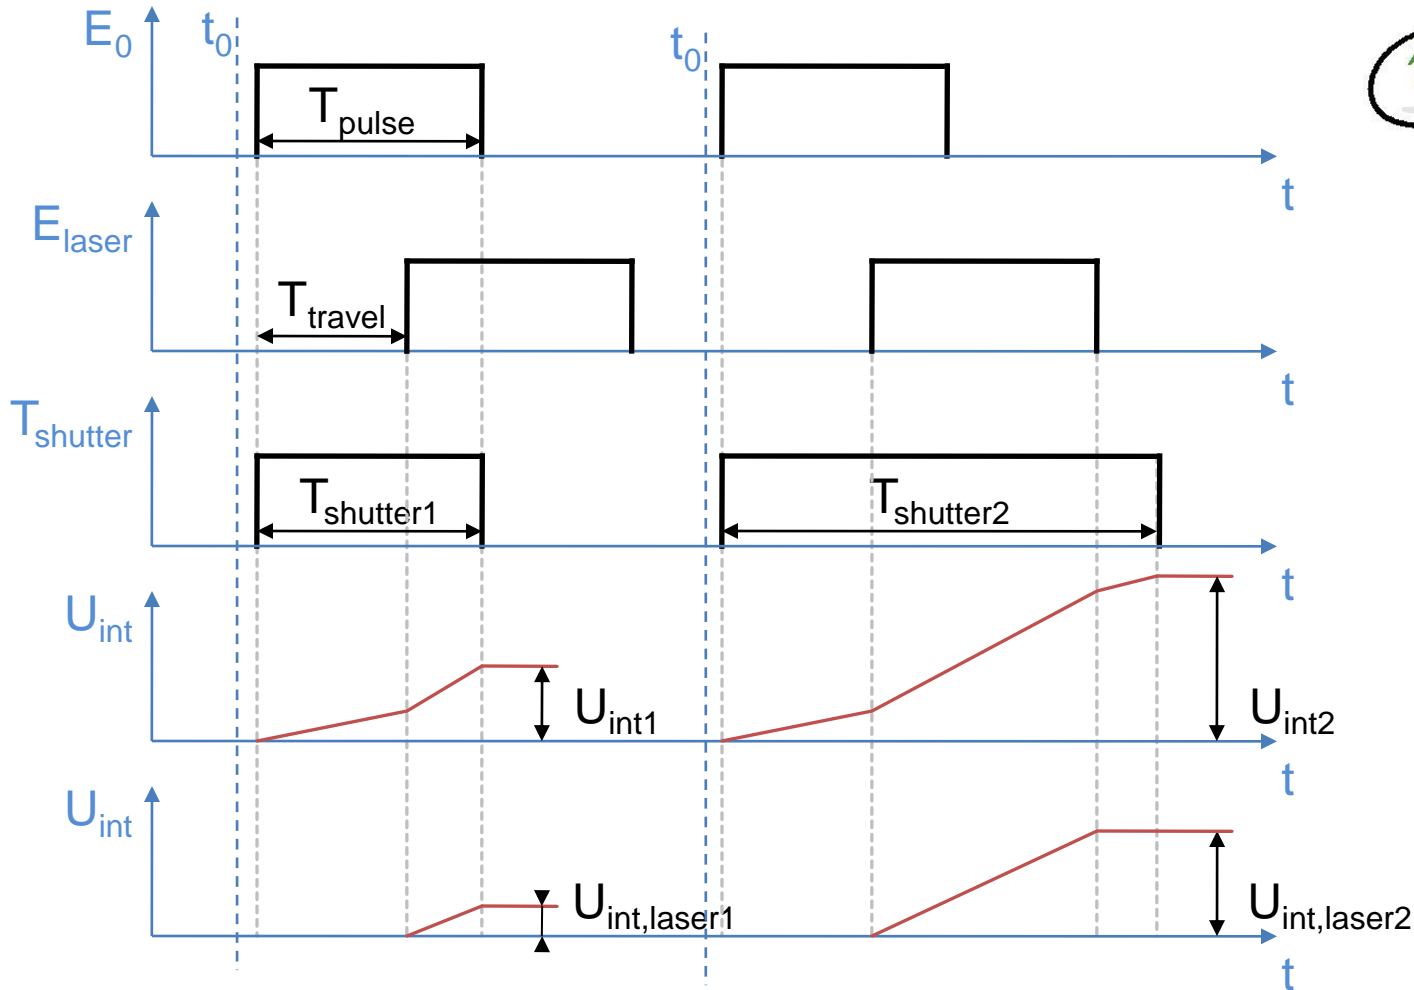 E0
t0
t0
Tpulse
t
Elaser
Ttravel
t
Tshutter
Tshutter1
Tshutter2
t
Uint
Uint1
Uint2
t
Uint
Uint,laser1
Uint,laser2
t